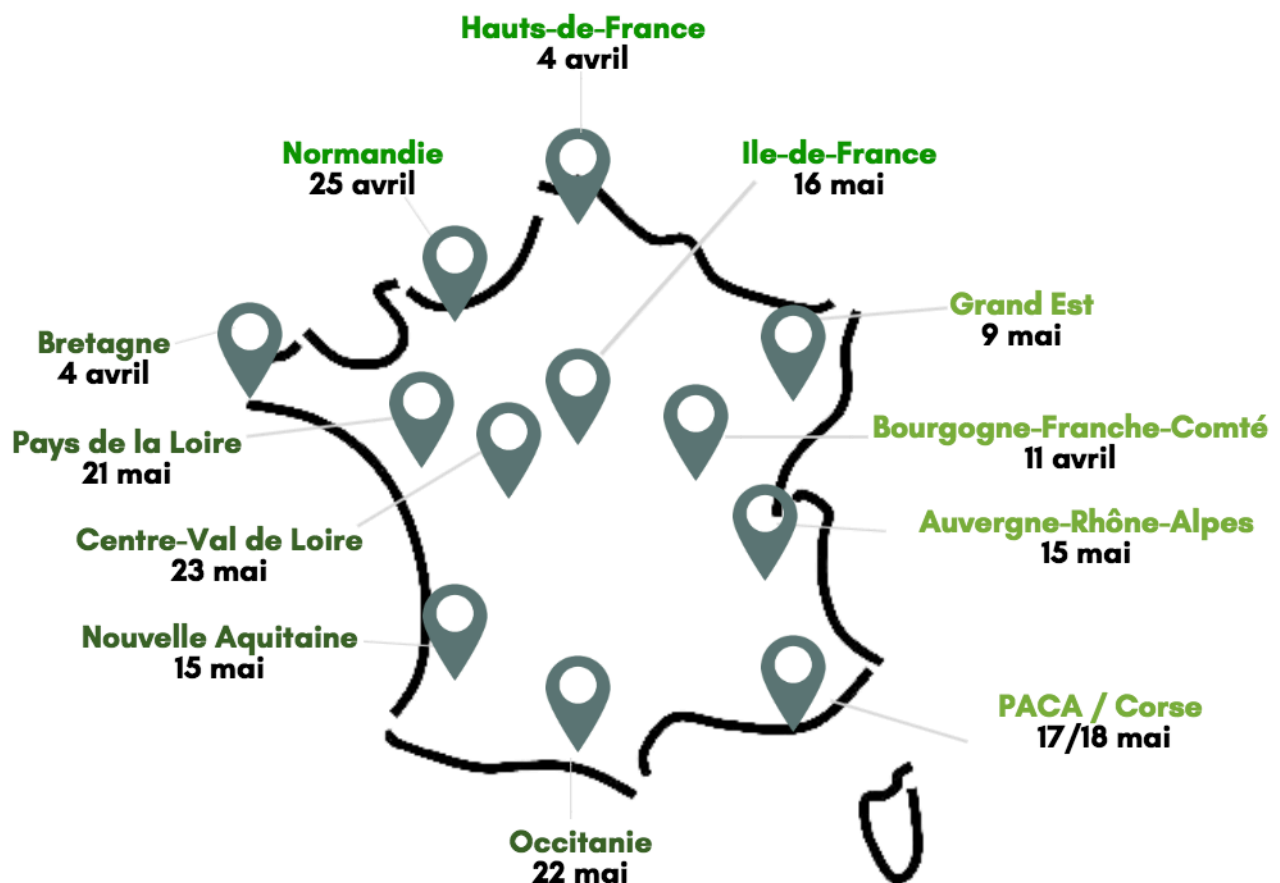 Hauts-de-France
4 avril
Normandie
25 avril
Ile-de-France
16 mai
Grand Est
9 mai
Bretagne
4 avril
Bourgogne-Franche-Comté
11 avril
Pays de la Loire
21 mai
Auvergne-Rhône-Alpes
15 mai
Centre-Val de Loire
23 mai
Nouvelle Aquitaine
15 mai
PACA / Corse
17/18 mai
Occitanie
22 mai